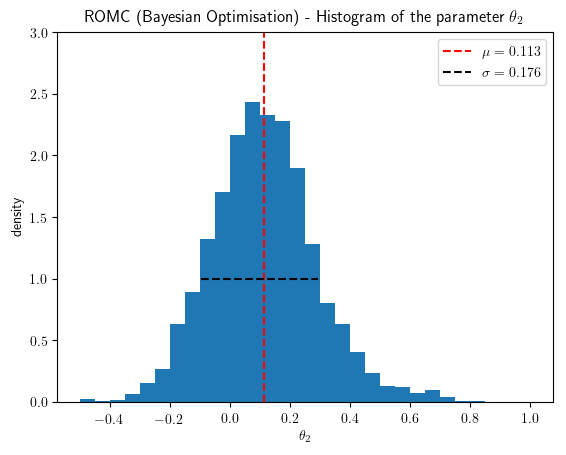 ROMC (Bayesian Optimisation) - Histogram of the parameter θ₂
μ = 0.113
σ = 0.176
density
3.0
2.5
2.0
1.5
1.0
0.5
0.0
−0.4 −0.2 0.0 0.2 0.4 0.6 0.8 1.0
θ₂